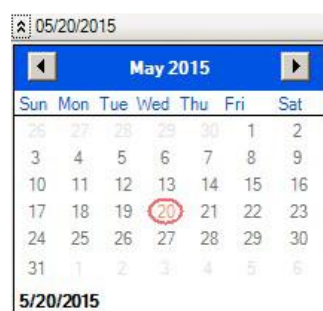 05/20/2015
May 2015
Sun Mon Tue Wed Thu Fri Sat
26 27 28 29 30 1 2
3 4 5 6 7 8 9
10 11 12 13 14 15 16
17 18 19 20 21 22 23
24 25 26 27 28 29 30
31 1 2 3 4 5 6
5/20/2015